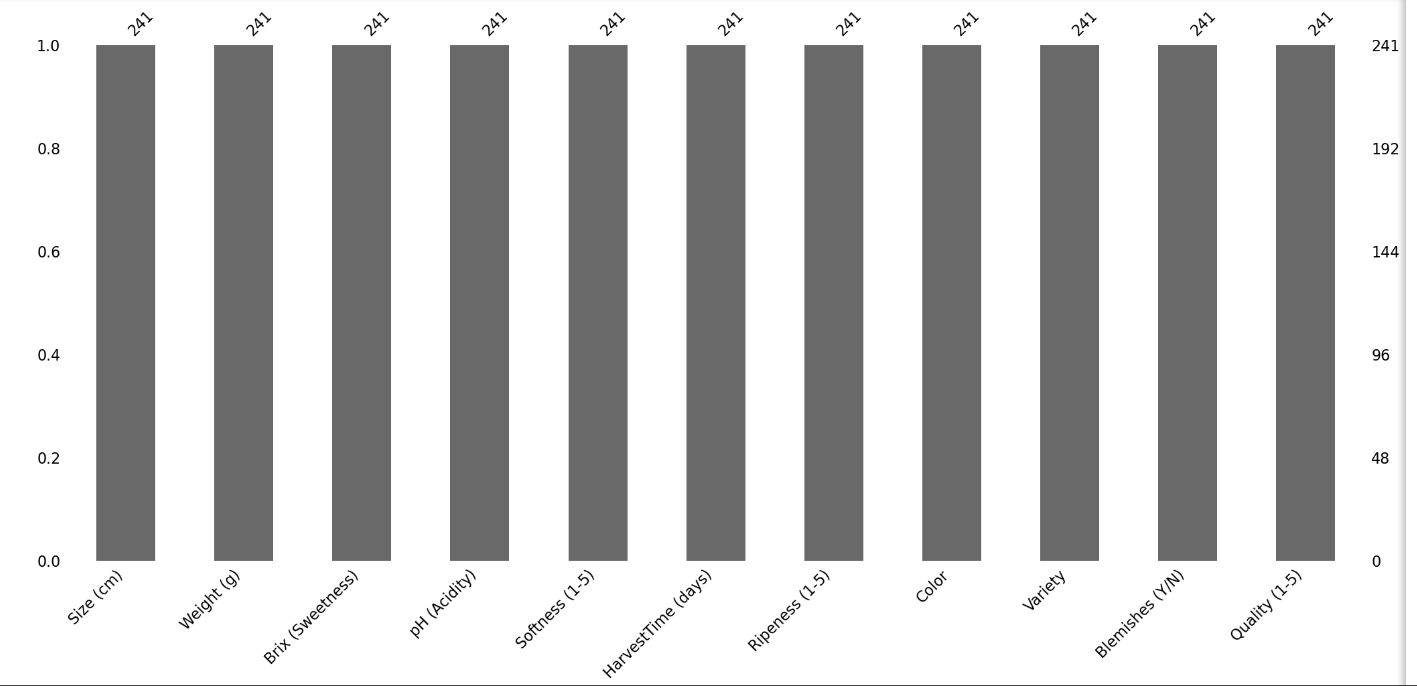 241 241 241 241 241 241 241 241 241 241 241
1.0 241
0.8 192
0.6 144
0.4 96
0.2 48
0.0 0
Size (cm)
Weight (g)
Brix (Sweetness)
pH (Acidity)
Softness (1-5)
HarvestTime (days)
Ripeness (1-5)
Color
Variety
Blemishes (Y/N)
Quality (1-5)